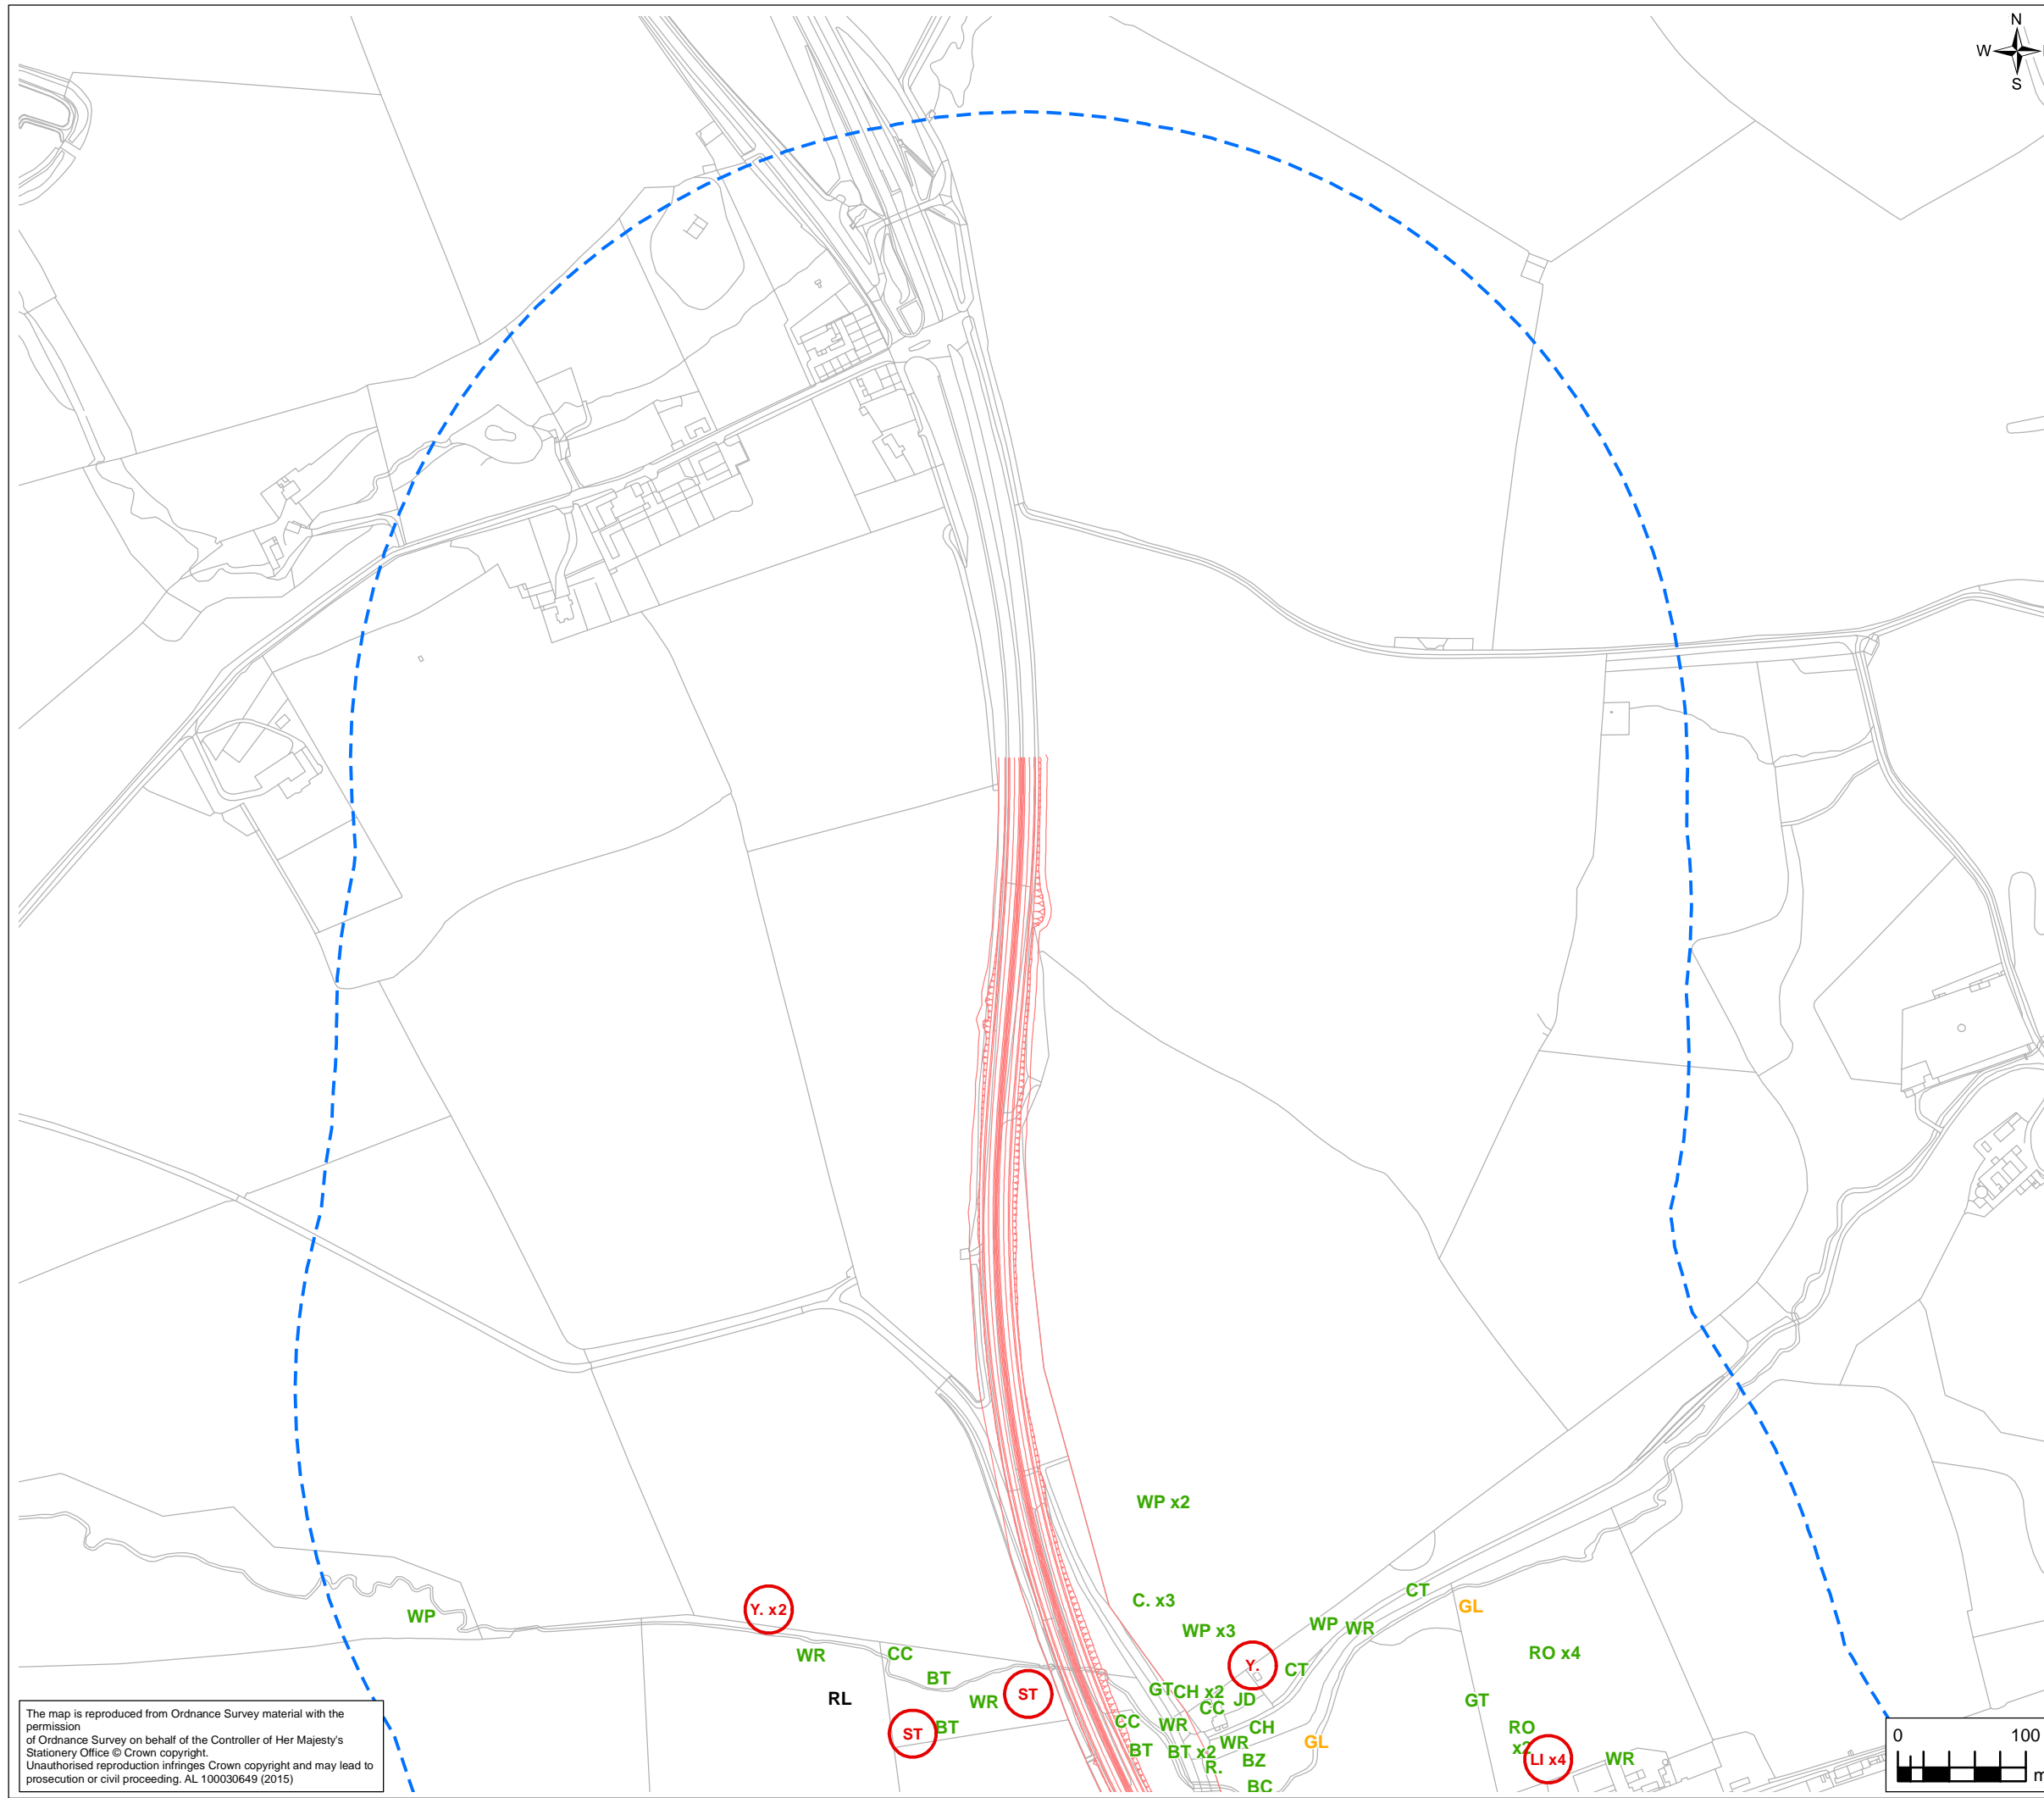 N
W
S
WP x2
CT
C. x3
GL
Y. x2
WP
WP x3
WP WR
WR
CC
RO x4
Y.
CT
BT
RL
WR
ST
GT
CH x2
JD
CC
GT
ST
BT
CC
WR
CH
RO
x2
WR
GL
BT
BT x2
BZ
R.
LI x4
WR
BC
The map is reproduced from Ordnance Survey material with the
permission
of Ordnance Survey on behalf of the Controller of Her Majesty's
Stationery Office © Crown copyright.
Unauthorised reproduction infringes Crown copyright and may lead to
prosecution or civil proceeding. AL 100030649 (2015)
0 100
m